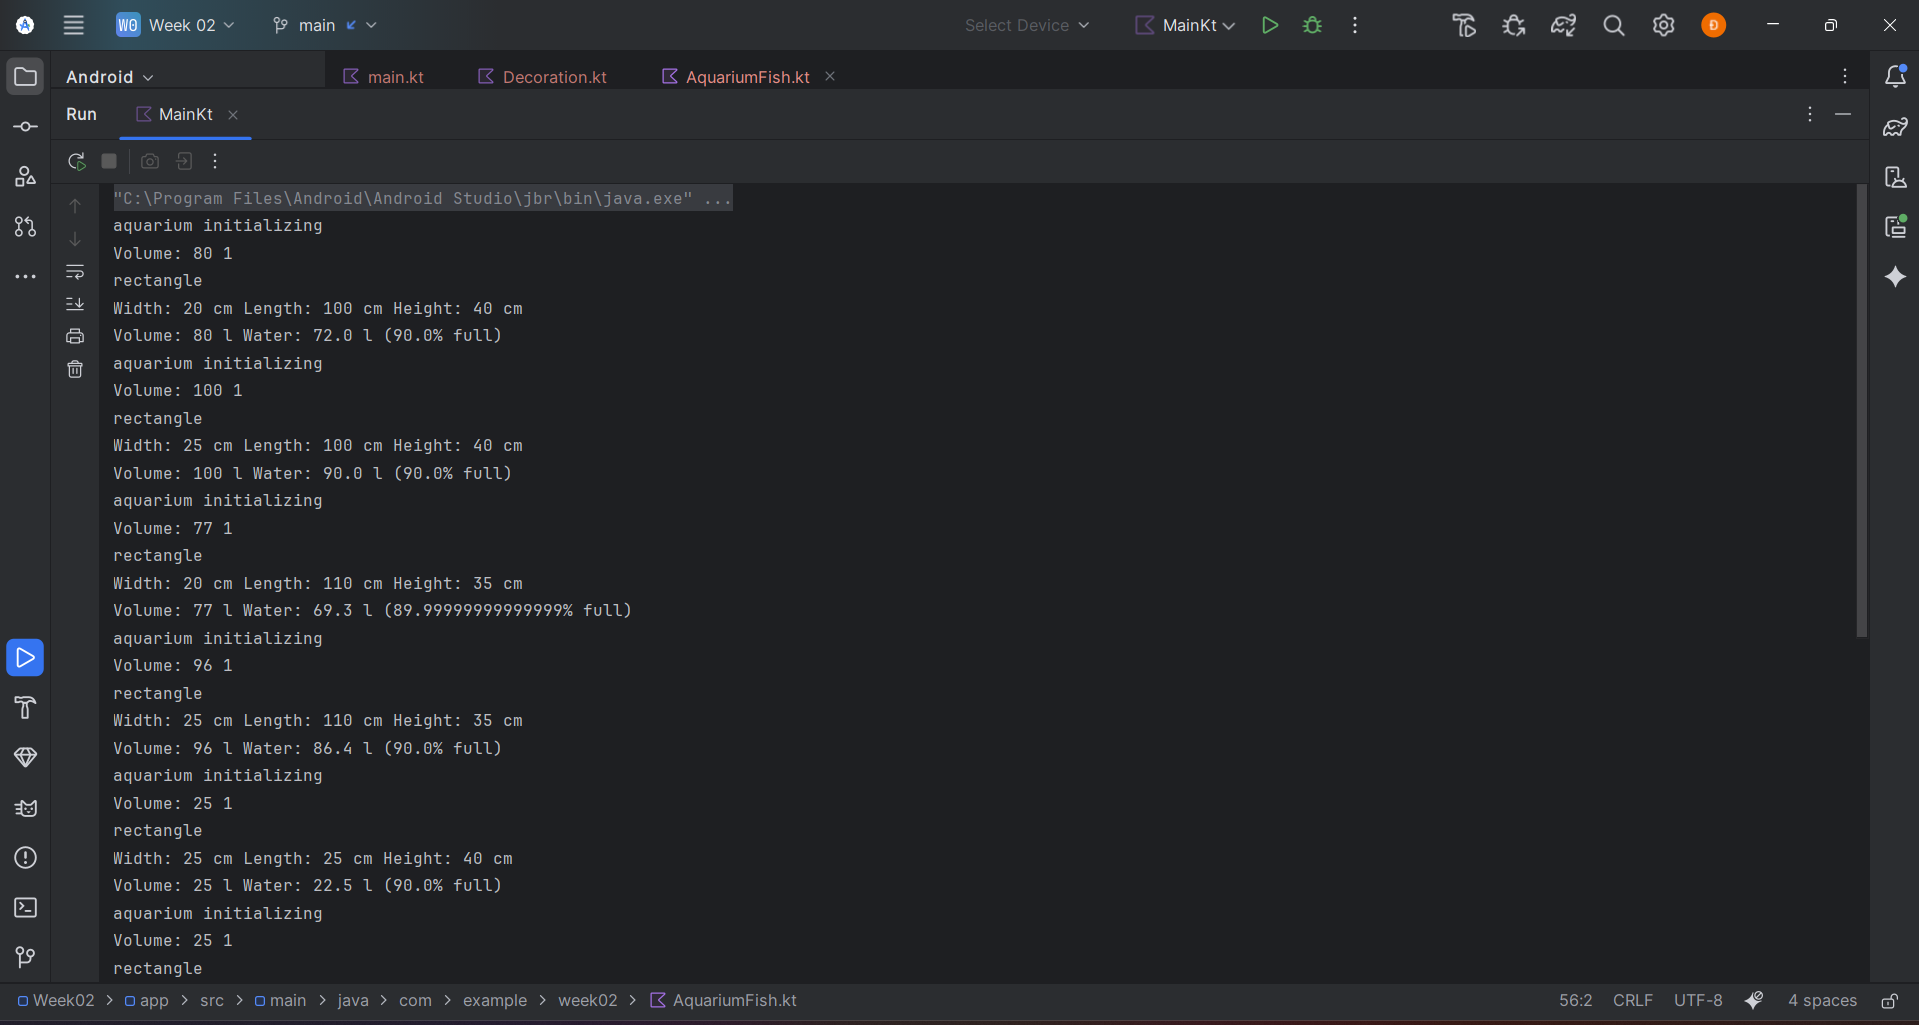 W0 Week 02 main Select Device MainKt Đ
Android main.kt Decoration.kt AquariumFish.kt
Run MainKt
"C:\Program Files\Android\Android Studio\jbr\bin\java.exe" ...
aquarium initializing
Volume: 80 1
rectangle
Width: 20 cm Length: 100 cm Height: 40 cm
Volume: 80 l Water: 72.0 l (90.0% full)
aquarium initializing
Volume: 100 1
rectangle
Width: 25 cm Length: 100 cm Height: 40 cm
Volume: 100 l Water: 90.0 l (90.0% full)
aquarium initializing
Volume: 77 1
rectangle
Width: 20 cm Length: 110 cm Height: 35 cm
Volume: 77 l Water: 69.3 l (89.99999999999999% full)
aquarium initializing
Volume: 96 1
rectangle
Width: 25 cm Length: 110 cm Height: 35 cm
Volume: 96 l Water: 86.4 l (90.0% full)
aquarium initializing
Volume: 25 1
rectangle
Width: 25 cm Length: 25 cm Height: 40 cm
Volume: 25 l Water: 22.5 l (90.0% full)
aquarium initializing
Volume: 25 1
rectangle
Week02 > app > src > main > java > com > example > week02 > AquariumFish.kt 56:2 CRLF UTF-8 4 spaces